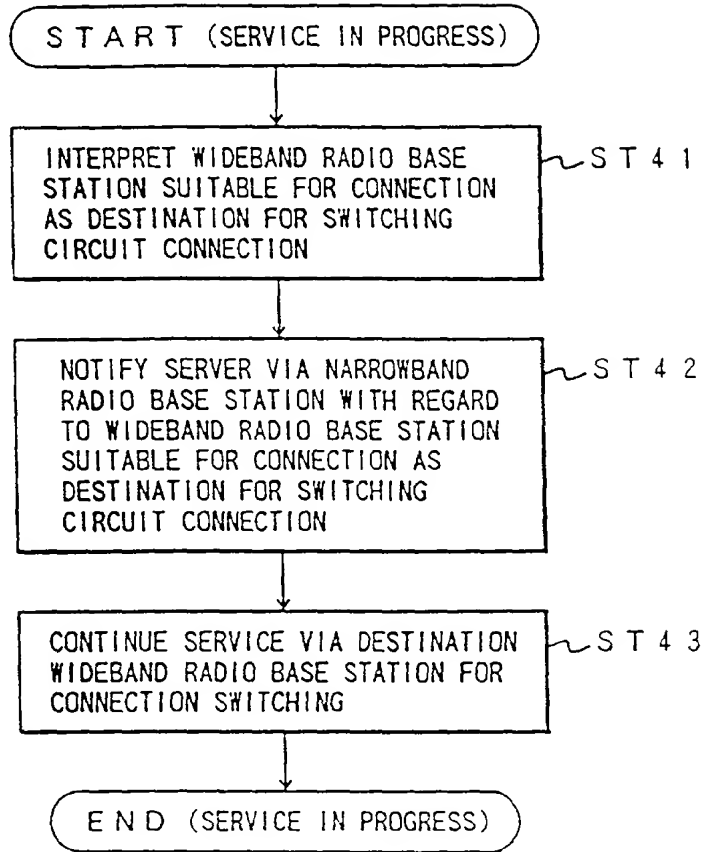 START (SERVICE IN PROGRESS)
INTERPRET WIDEBAND RADIO BASE
STATION SUITABLE FOR CONNECTION
AS DESTINATION FOR SWITCHING
CIRCUIT CONNECTION
ST41
NOTIFY SERVER VIA NARROWBAND
RADIO BASE STATION WITH REGARD
TO WIDEBAND RADIO BASE STATION
SUITABLE FOR CONNECTION AS
DESTINATION FOR SWITCHING
CIRCUIT CONNECTION
ST42
CONTINUE SERVICE VIA DESTINATION
WIDEBAND RADIO BASE STATION FOR
CONNECTION SWITCHING
ST43
END (SERVICE IN PROGRESS)